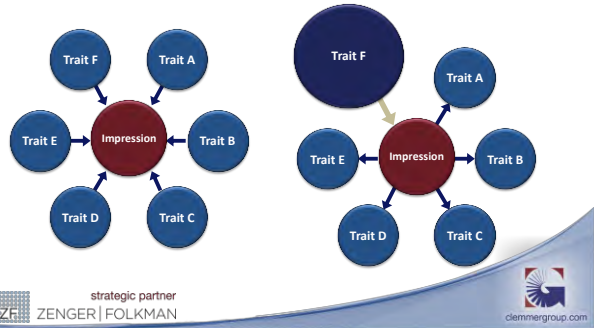 Trait F
Trait A
Trait E
Impression
Trait B
Trait D
Trait C
Trait F
Trait A
Trait E
Impression
Trait B
Trait D
Trait C
strategic partner
ZF ZENGER | FOLKMAN
clemmergroup.com